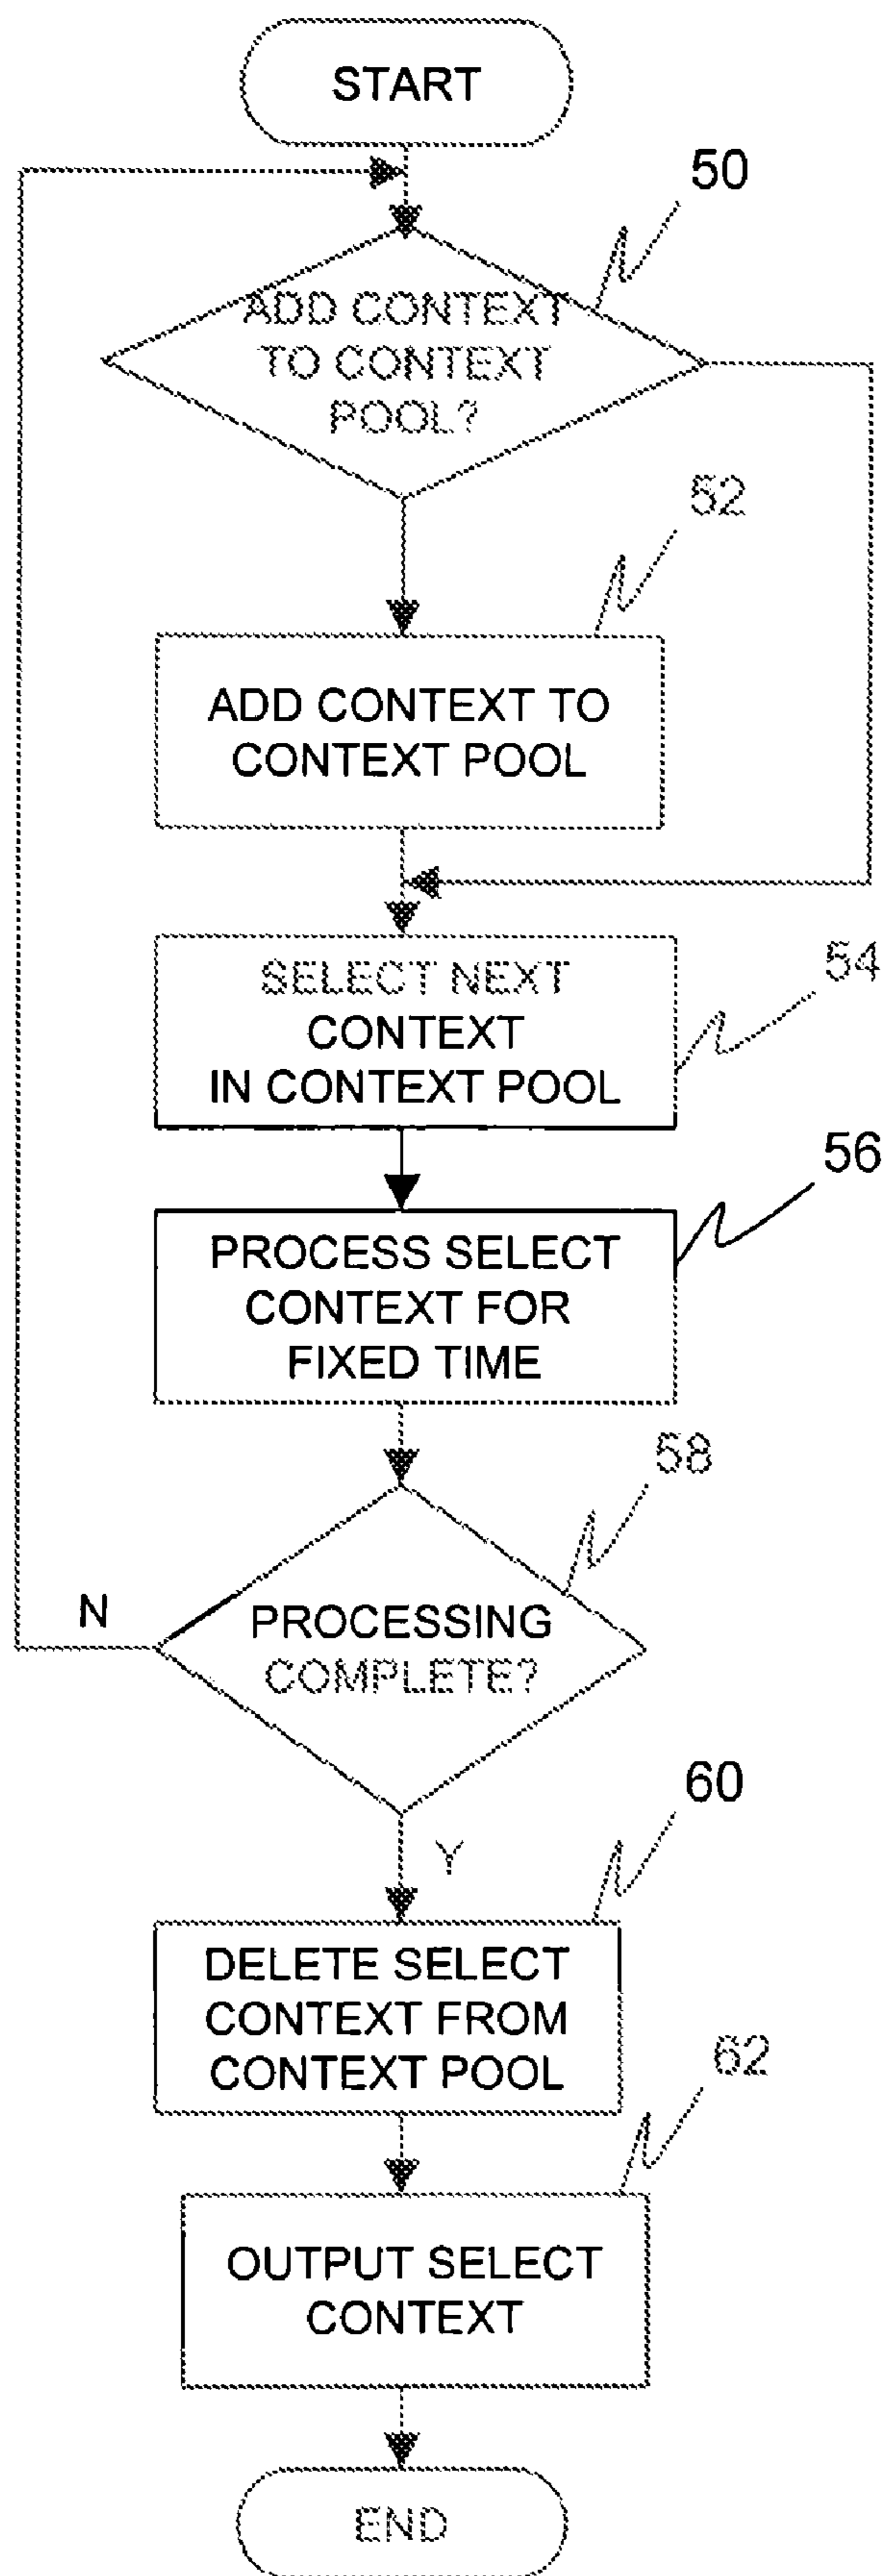 START
50
ADD CONTEXT
TO CONTEXT
POOL?
52
ADD CONTEXT TO
CONTEXT POOL
SELECT NEXT
CONTEXT
IN CONTEXT POOL
54
PROCESS SELECT
CONTEXT FOR
FIXED TIME
56
58
PROCESSING
COMPLETE?
N
Y
60
DELETE SELECT
CONTEXT FROM
CONTEXT POOL
62
OUTPUT SELECT
CONTEXT
END